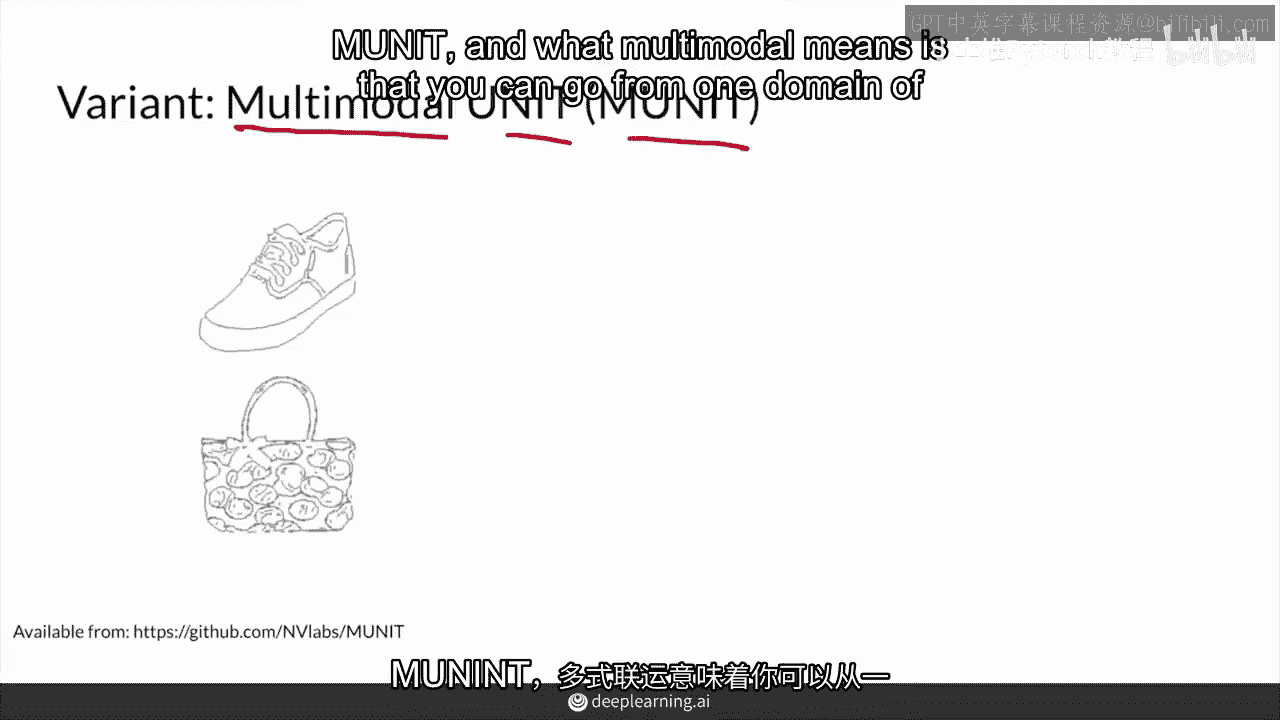 GPT中英字幕课程资源@bilibili.com
MUNIT, and what multimodal means is
that you can go from one domain of
Variant: Multimodal UNIT (MUNIT)
Available from: https://github.com/NVlabs/MUNIT
MUNINT，多式联运意味着你可以从一
deeplearning.ai